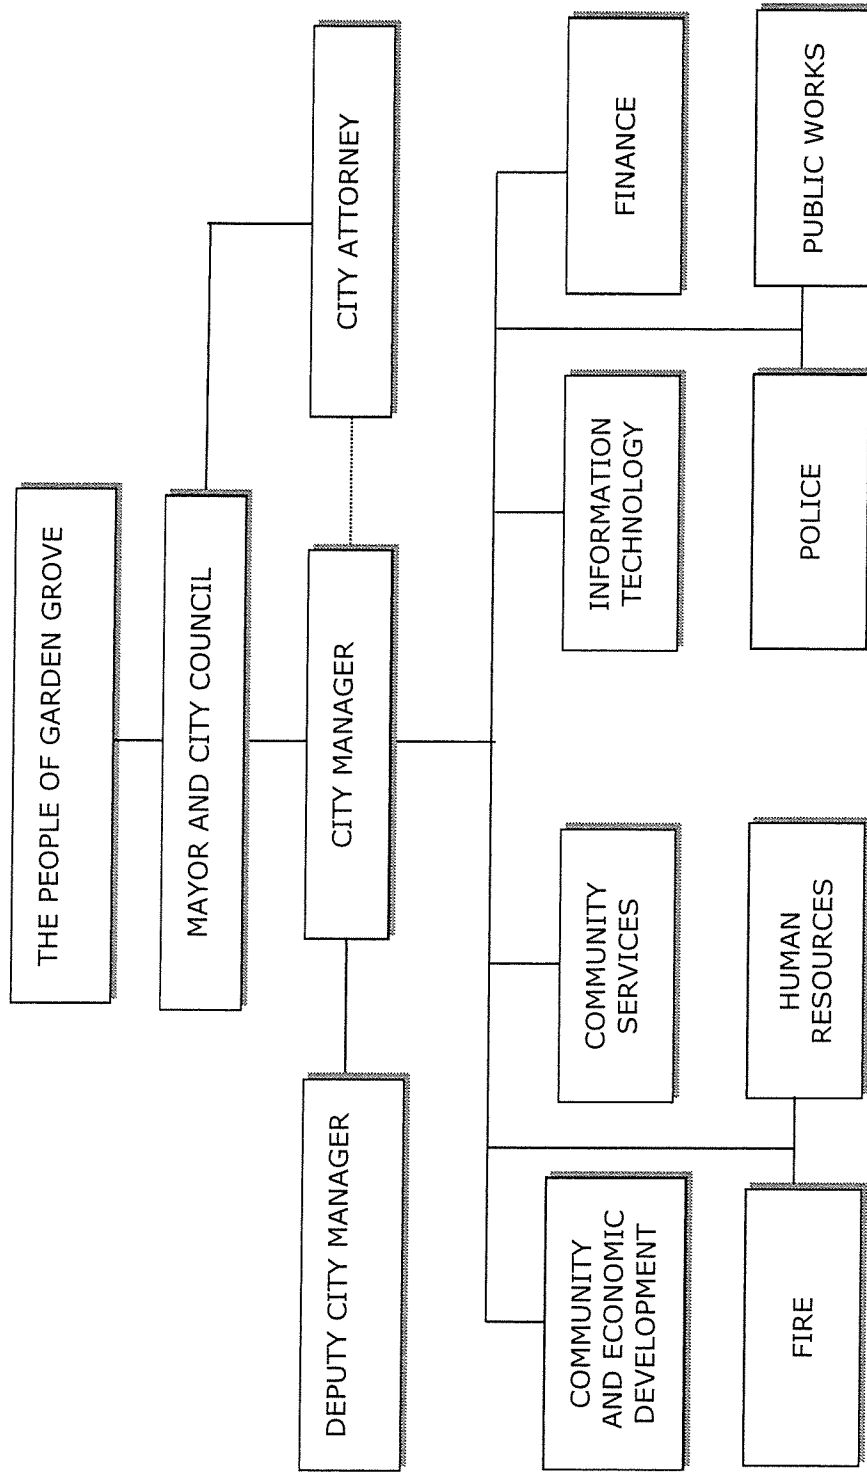 THE PEOPLE OF GARDEN GROVE
MAYOR AND CITY COUNCIL
DEPUTY CITY MANAGER
CITY MANAGER
CITY ATTORNEY
COMMUNITY
AND ECONOMIC
DEVELOPMENT
COMMUNITY
SERVICES
INFORMATION
TECHNOLOGY
FINANCE
FIRE
HUMAN
RESOURCES
POLICE
PUBLIC WORKS